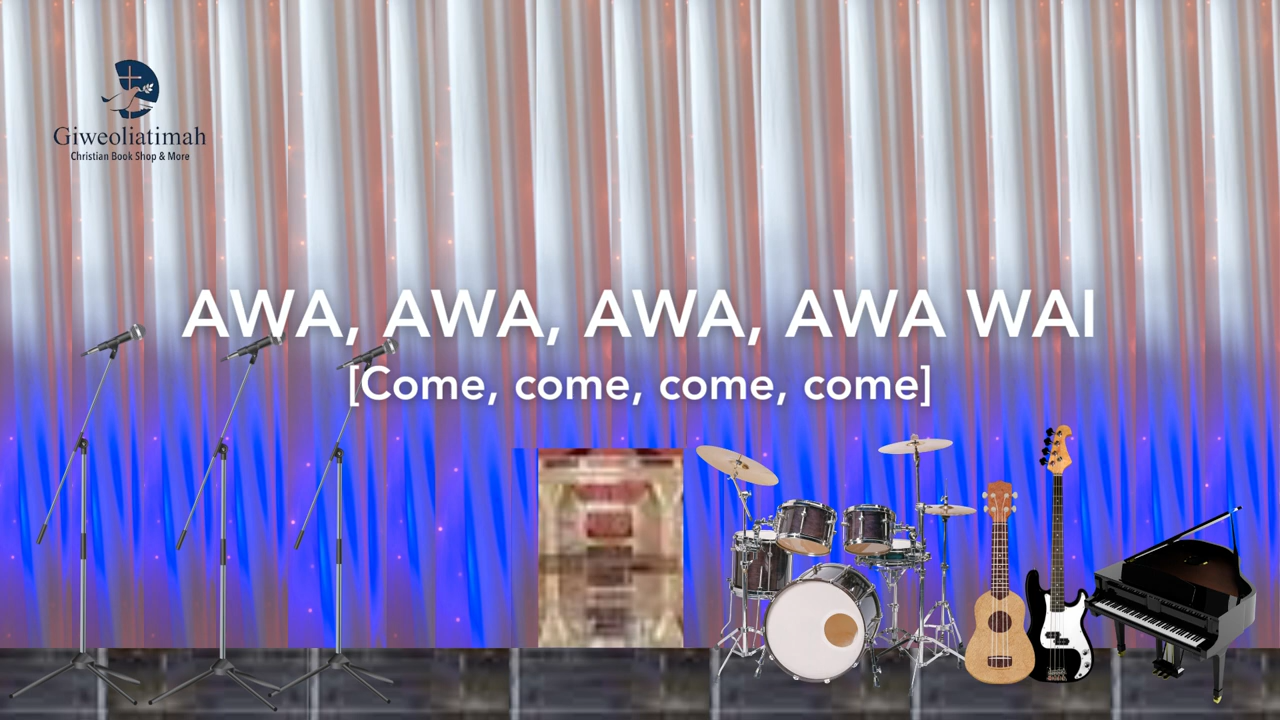 Giweoliatimah
Christian Book Shop & More
AWA, AWA, AWA, AWA WAI
[Come, come, come, come]